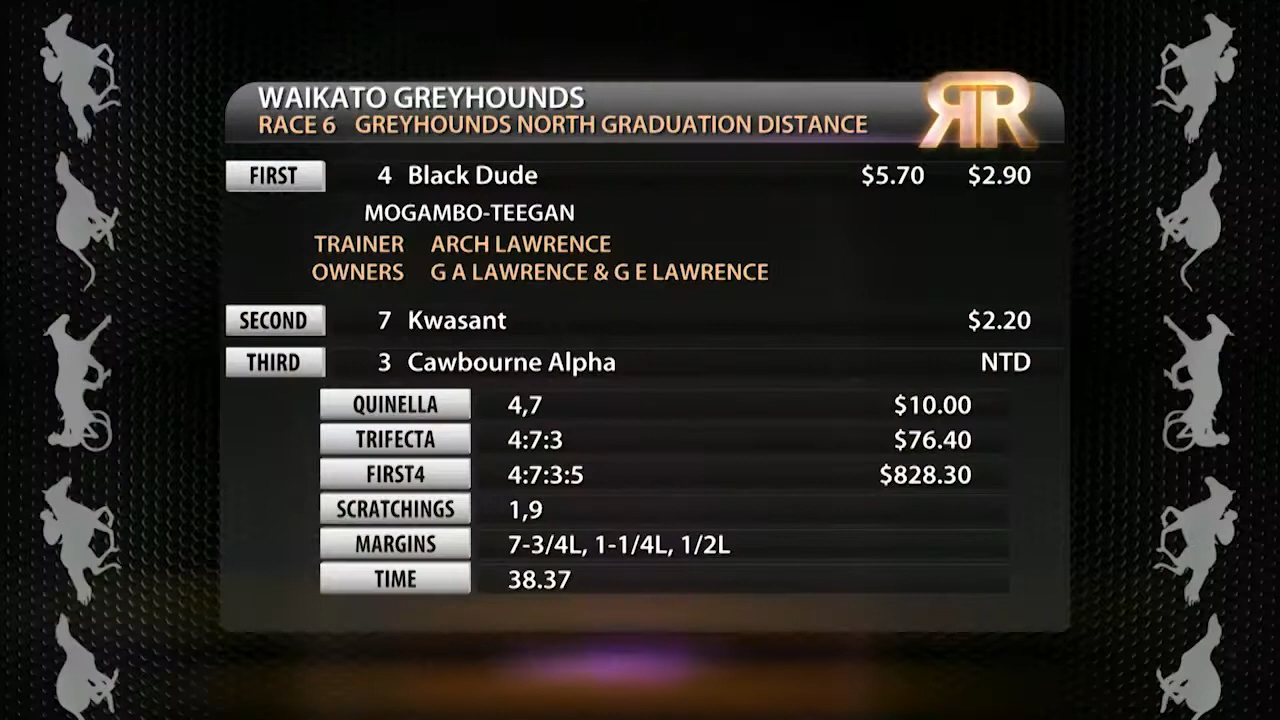 WAIKATO GREYHOUNDS
RACE 6 GREYHOUNDS NORTH GRADUATION DISTANCE
RR
FIRST 4 Black Dude $5.70 $2.90
MOGAMBO-TEEGAN
TRAINER ARCH LAWRENCE
OWNERS G A LAWRENCE & G E LAWRENCE
SECOND 7 Kwasant $2.20
THIRD 3 Cawbourne Alpha NTD
QUINELLA 4,7 $10.00
TRIFECTA 4:7:3 $76.40
FIRST4 4:7:3:5 $828.30
SCRATCHINGS 1,9
MARGINS 7-3/4L, 1-1/4L, 1/2L
TIME 38.37